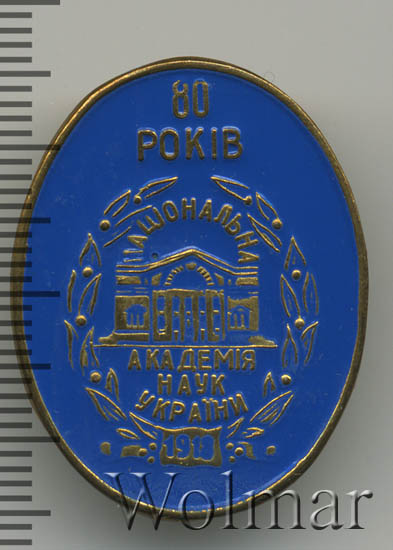 80
РОКІВ
НАЦІОНАЛЬНА
АКАДЕМІЯ
НАУК
УКРАЇНИ
1918
Wolmar